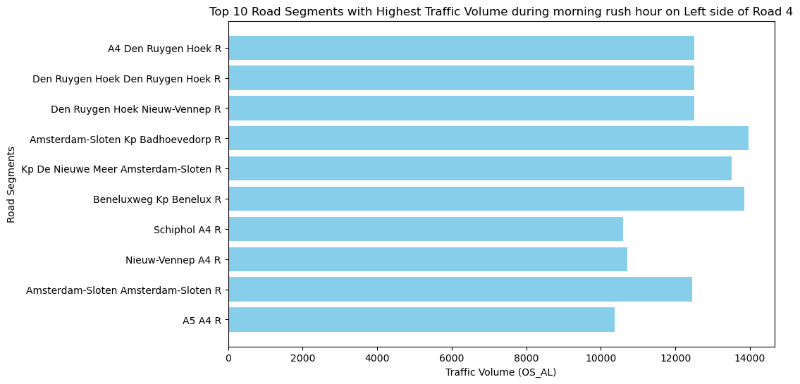 Top 10 Road Segments with Highest Traffic Volume during morning rush hour on Left side of Road 4
Road Segments
A4 Den Ruygen Hoek R
Den Ruygen Hoek Den Ruygen Hoek R
Den Ruygen Hoek Nieuw-Vennep R
Amsterdam-Sloten Kp Badhoevedorp R
Kp De Nieuwe Meer Amsterdam-Sloten R
Beneluxweg Kp Benelux R
Schiphol A4 R
Nieuw-Vennep A4 R
Amsterdam-Sloten Amsterdam-Sloten R
A5 A4 R
0 2000 4000 6000 8000 10000 12000 14000
Traffic Volume (OS_AL)